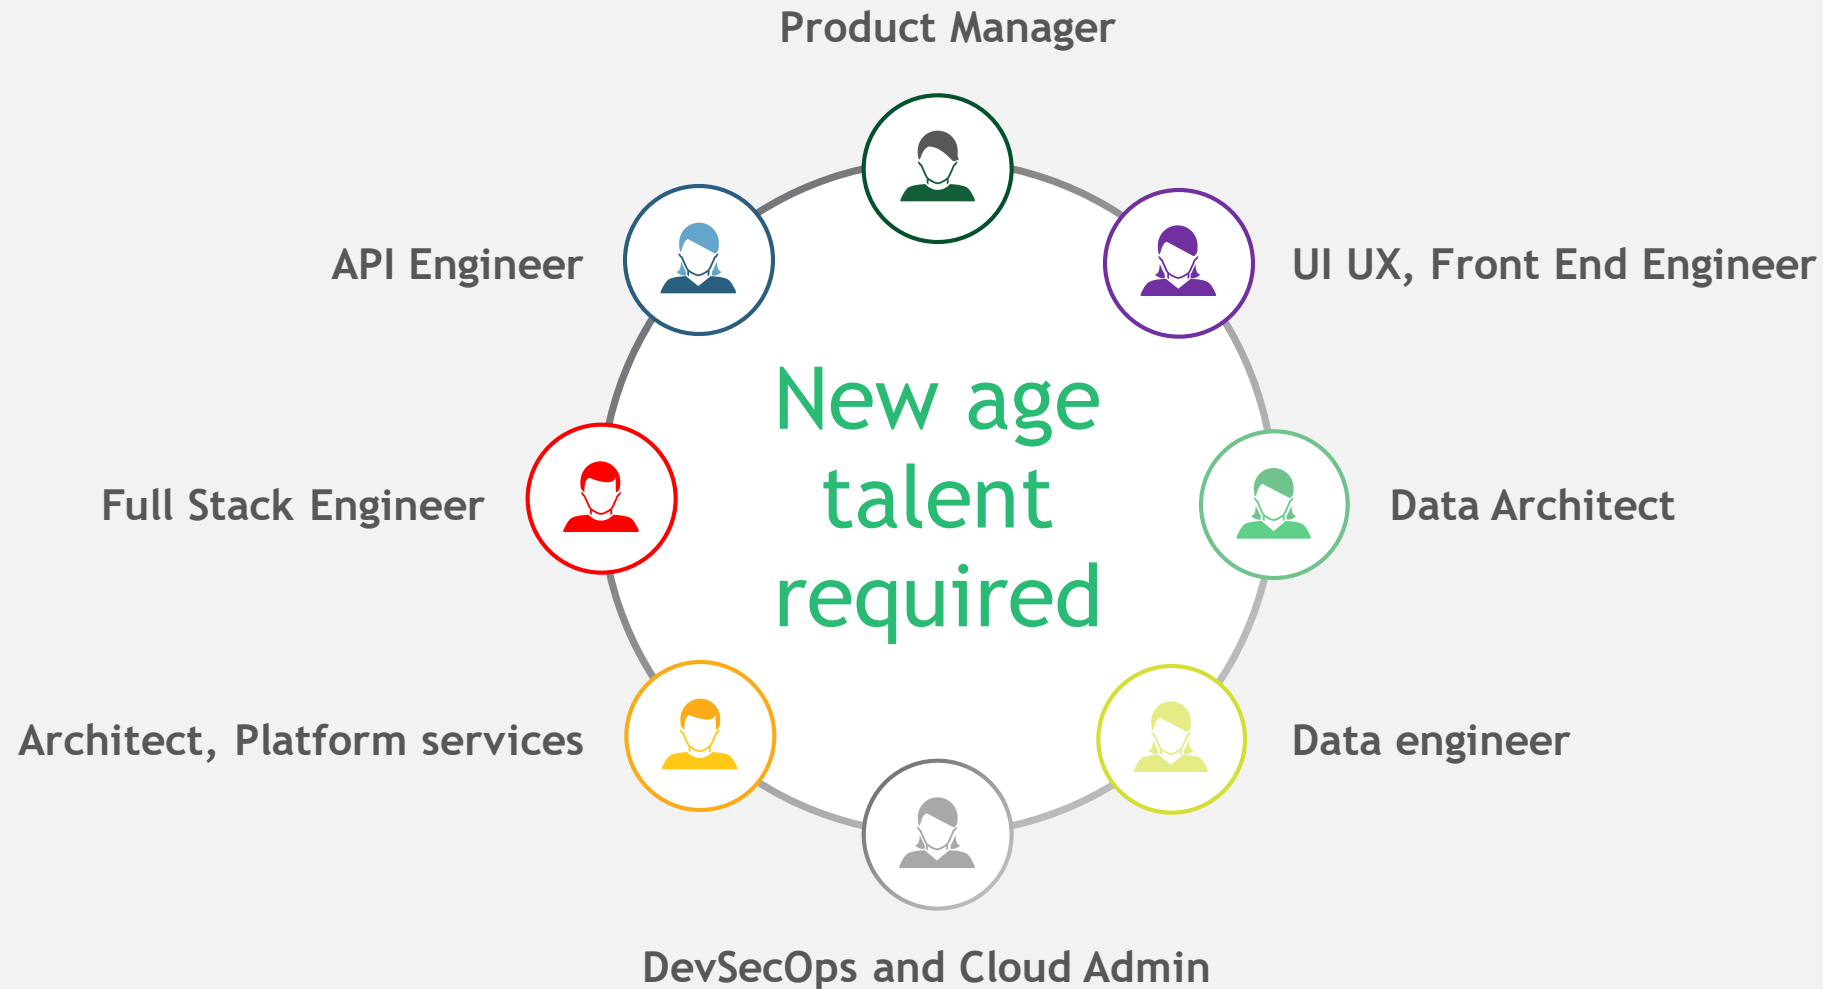 Product Manager
API Engineer
UI UX, Front End Engineer
New age
talent
required
Full Stack Engineer
Data Architect
Architect, Platform services
Data engineer
DevSecOps and Cloud Admin